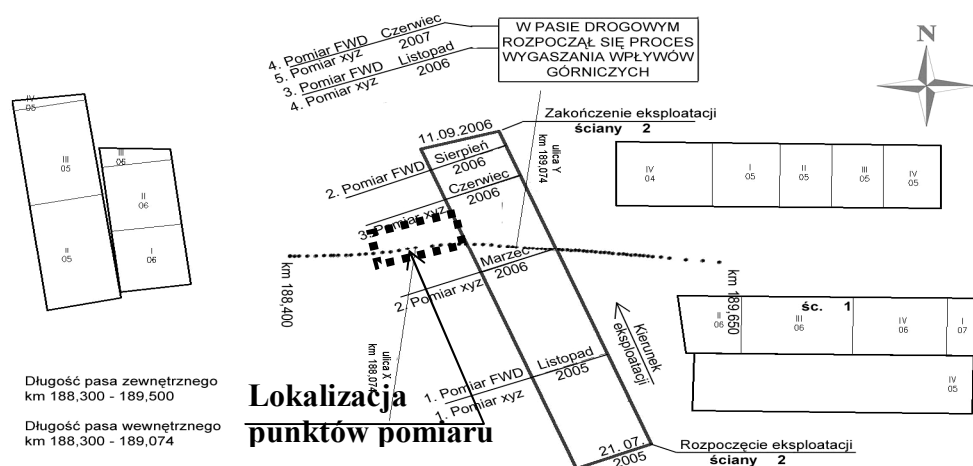 4. Pomiar FWD Czerwiec
5. Pomiar xyz 2007
3. Pomiar FWD Listopad
4. Pomiar xyz 2006
W PASIE DROGOWYM
ROZPOCZĄŁ SIĘ PROCES
WYGASZANIA WPŁYWÓW
GÓRNICZYCH
N
Zakończenie eksploatacji
ściany 2
11.09.2006
ulica Y
km 189,074
2. Pomiar FWD Sierpień
2006
3. Pomiar xyz Czerwiec
2006
2. Pomiar xyz Marzec
2006
IV
05
III
05
II
05
III
06
II
06
I
06
IV
04
I
05
II
05
III
05
IV
05
km 188,400
km 189,650
ulica X
km 188,074
Kierunek
eksploatacji
śc. 1
II
06
III
06
IV
06
I
07
IV
05
1. Pomiar FWD Listopad
1. Pomiar xyz 2005
Długość pasa zewnętrznego
km 188,300 - 189,500
Długość pasa wewnętrznego
km 188,300 - 189,074
Lokalizacja
punktów pomiaru
21. 07.
2005
Rozpoczęcie eksploatacji
ściany 2